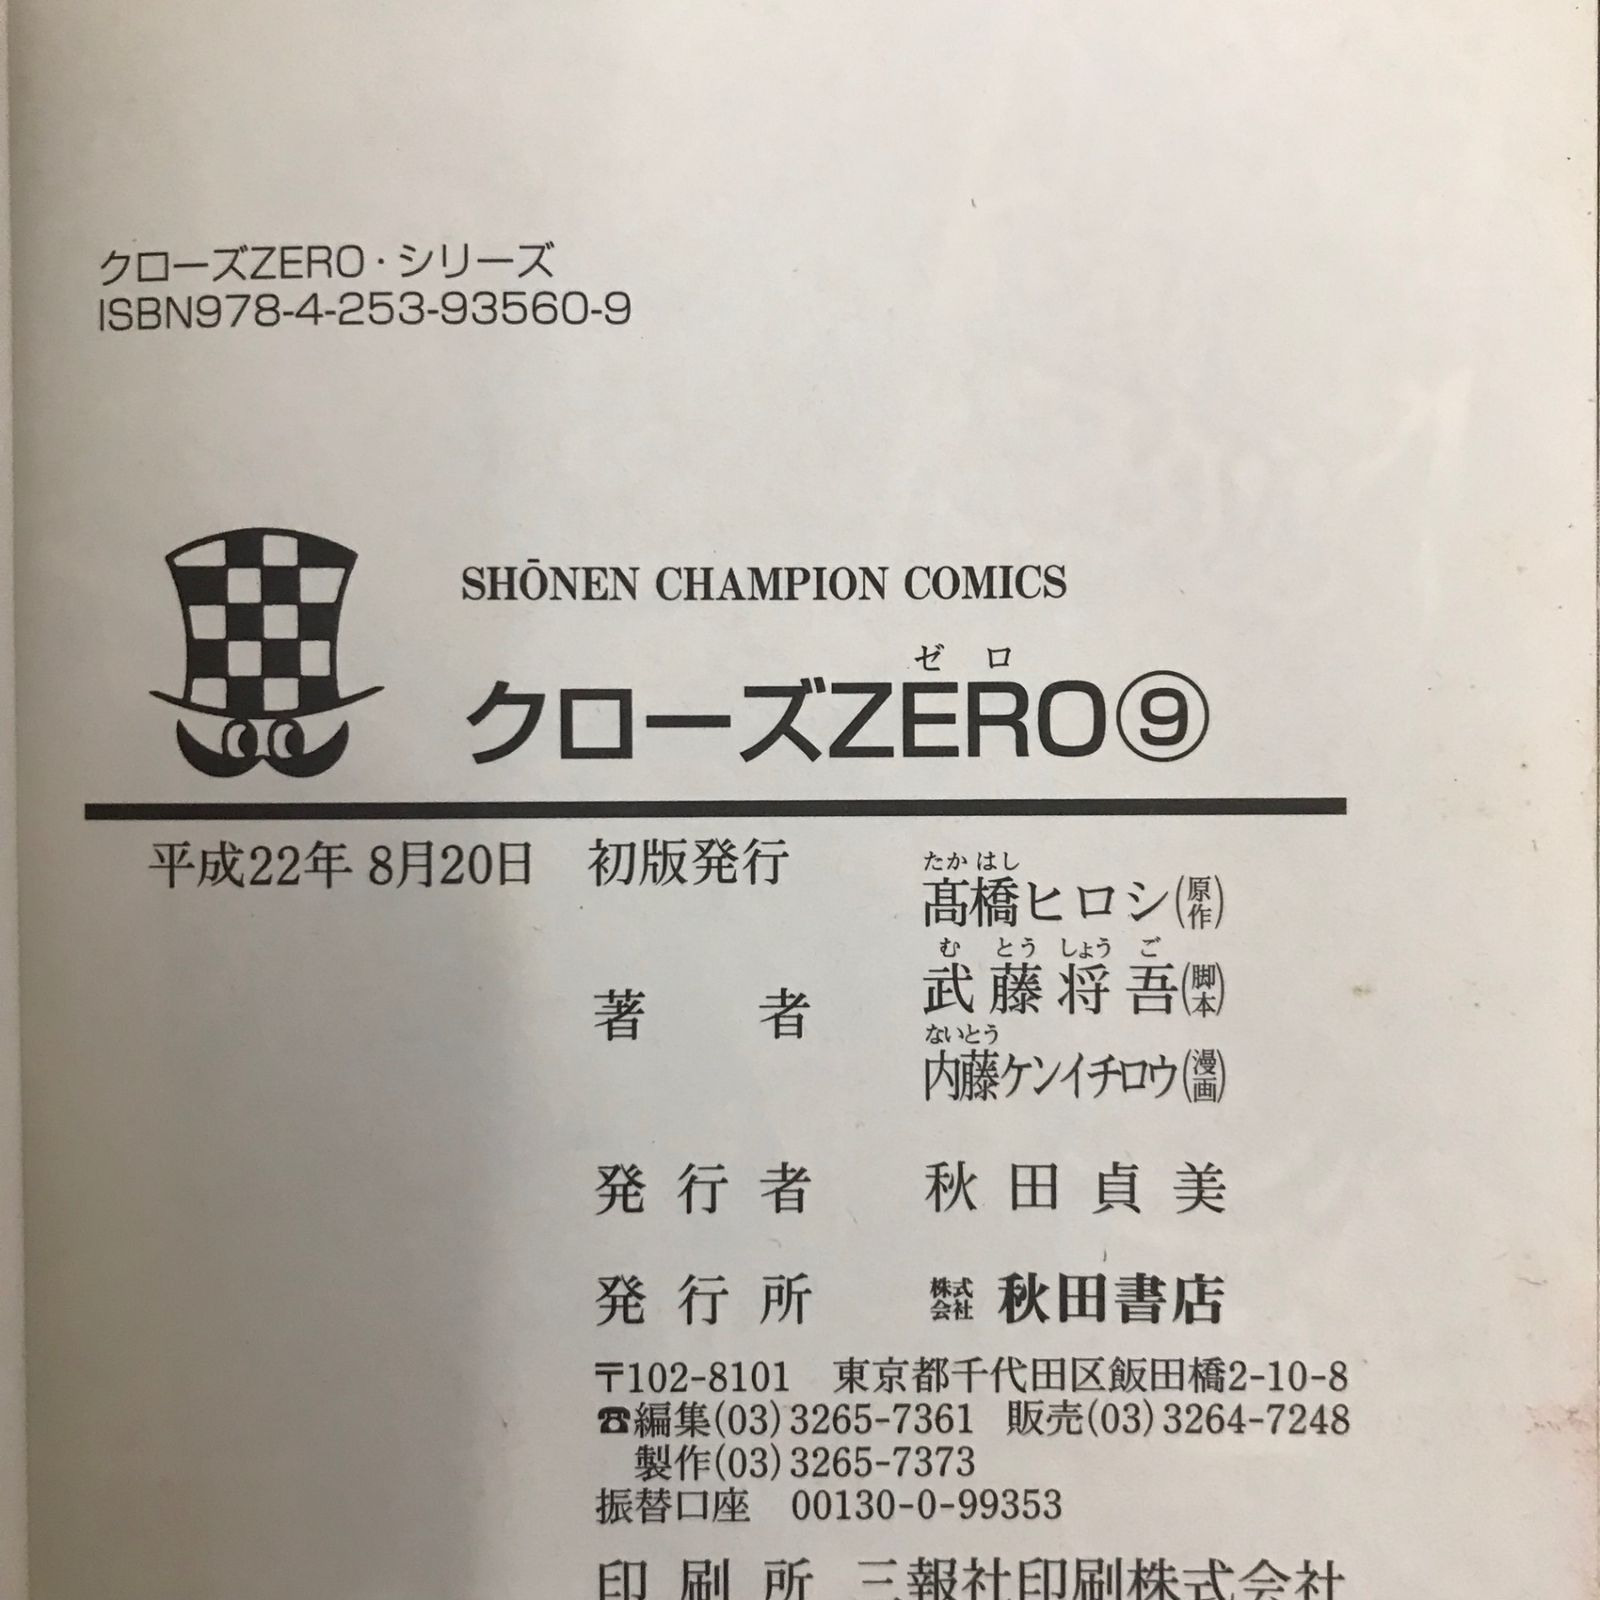 クローズZERO・シリーズ
ISBN978-4-253-93560-9
SHŌNEN CHAMPION COMICS
ゼロ
クローズZERO⑨
平成22年 8月20日 初版発行
たかはし
髙橋ヒロシ(原作)
むとうしょうご
著者 武藤将吾(脚本)
ないとう
内藤ケンイチロウ(漫画)
発行者 秋田貞美
発行所 株式会社 秋田書店
〒102-8101 東京都千代田区飯田橋2-10-8
☎編集(03)3265-7361 販売(03)3264-7248
製作(03)3265-7373
振替口座 00130-0-99353
印刷所 三報社印刷株式会社